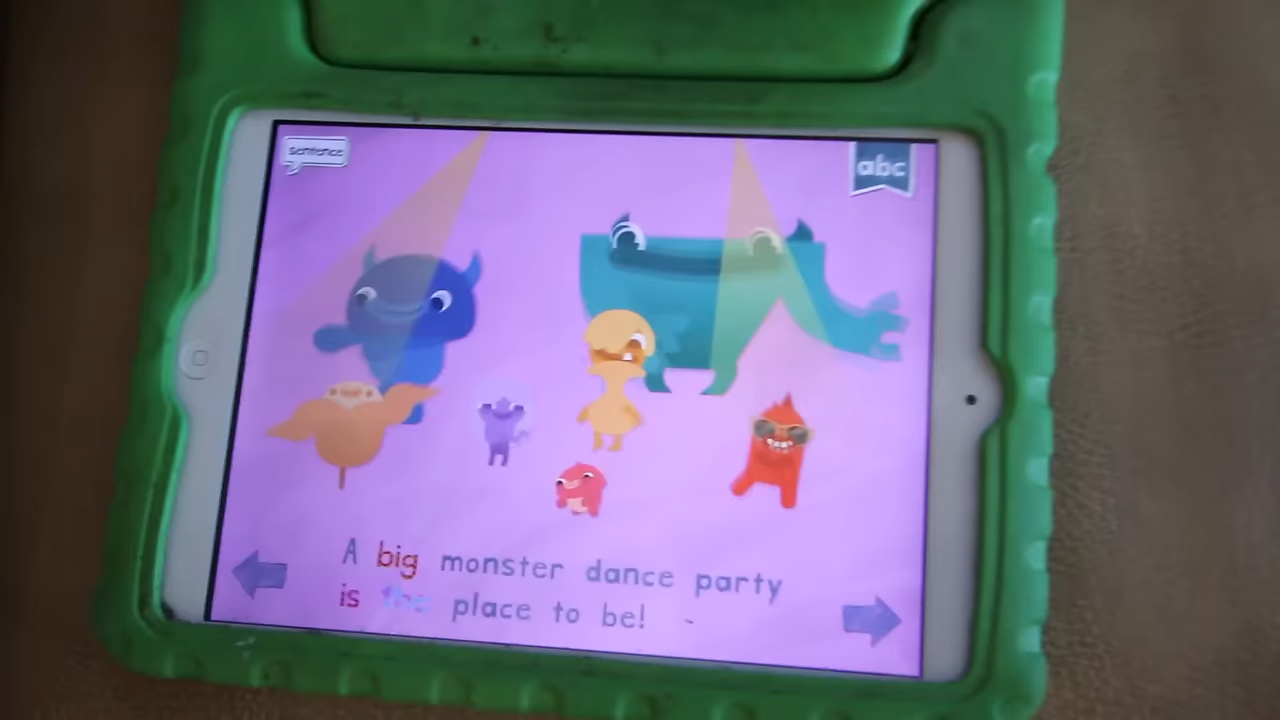 sentence
abc
A big monster dance party
is the place to be!